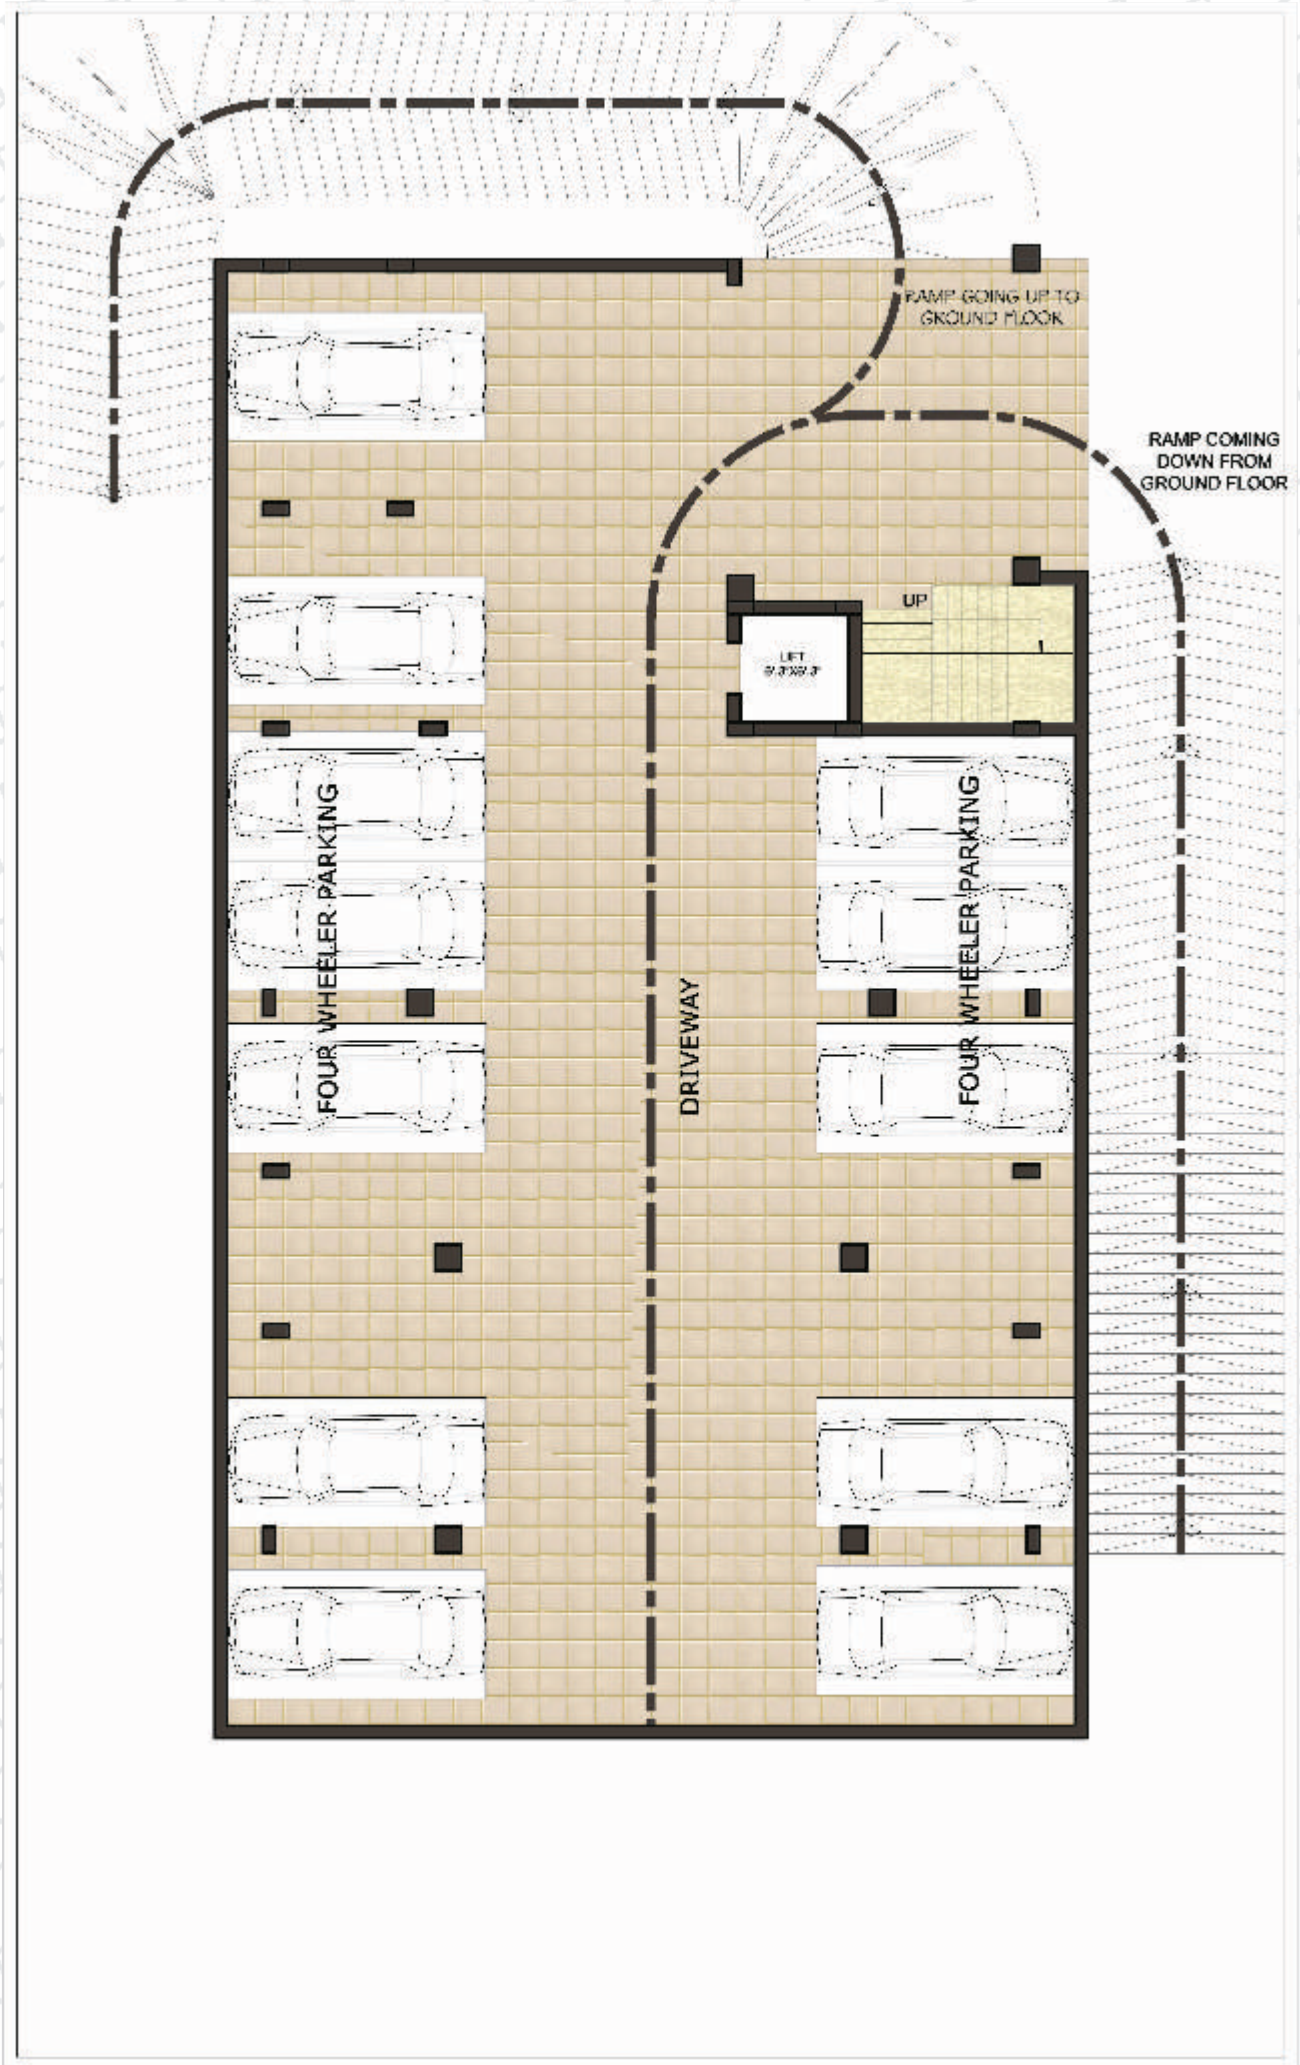 RAMP GOING UP TO
GROUND FLOOR
RAMP COMING
DOWN FROM
GROUND FLOOR
UP
LIFT
FOUR WHEELER PARKING
FOUR WHEELER PARKING
DRIVEWAY